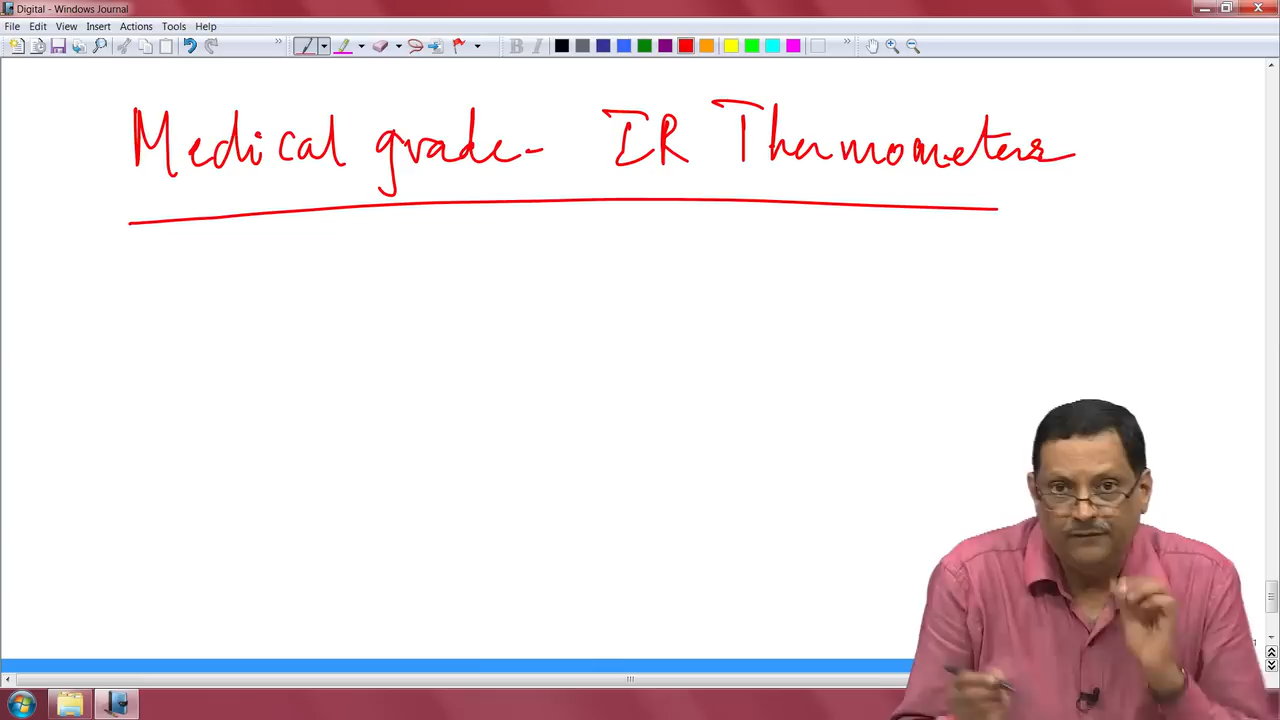 Digital - Windows Journal
File Edit View Insert Actions Tools Help
B I
Medical grade- IR Thermometers